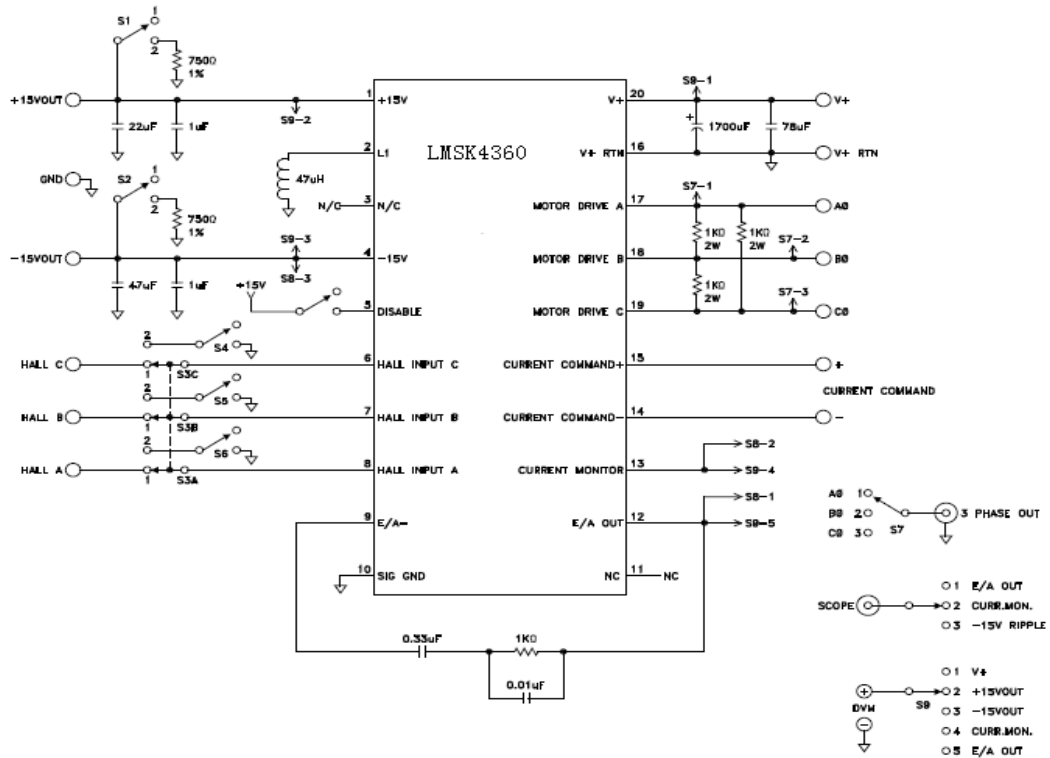 S1 1
2
750Ω
1%
+15VOUT
22uF
1uF
S9-2
1 +15V
LMSK4360
V+ 20
S9-1
+
1700uF
78uF
V+
2 L1
47uH
V+ RTN 16
V+ RTN
GND
S2 1
2
750Ω
1%
N/C 3 N/C
MOTOR DRIVE A 17
S7-1
AØ
1KΩ
2W
1KΩ
2W
S7-2
-15VOUT
47uF
1uF
S9-3
S8-3
4 -15V
MOTOR DRIVE B 18
BØ
1KΩ
2W
S7-3
+15V
5 DISABLE
MOTOR DRIVE C 19
CØ
2
S4
HALL C
1
S3C
6 HALL INPUT C
CURRENT COMMAND+ 15
+
CURRENT COMMAND
2
S5
HALL B
1
S3B
7 HALL INPUT B
CURRENT COMMAND- 14
-
2
S6
HALL A
1
S3A
8 HALL INPUT A
CURRENT MONITOR 13
S8-2
S9-4
9 E/A-
E/A OUT 12
S8-1
S9-5
10 SIG GND
NC 11 NC
0.33uF
1KΩ
0.01uF
AØ 1
BØ 2
CØ 3
S7
3 PHASE OUT
SCOPE
1 E/A OUT
2 CURR.MON.
3 -15V RIPPLE
+
DVM
-
S9
1 V+
2 +15VOUT
3 -15VOUT
4 CURR.MON.
5 E/A OUT